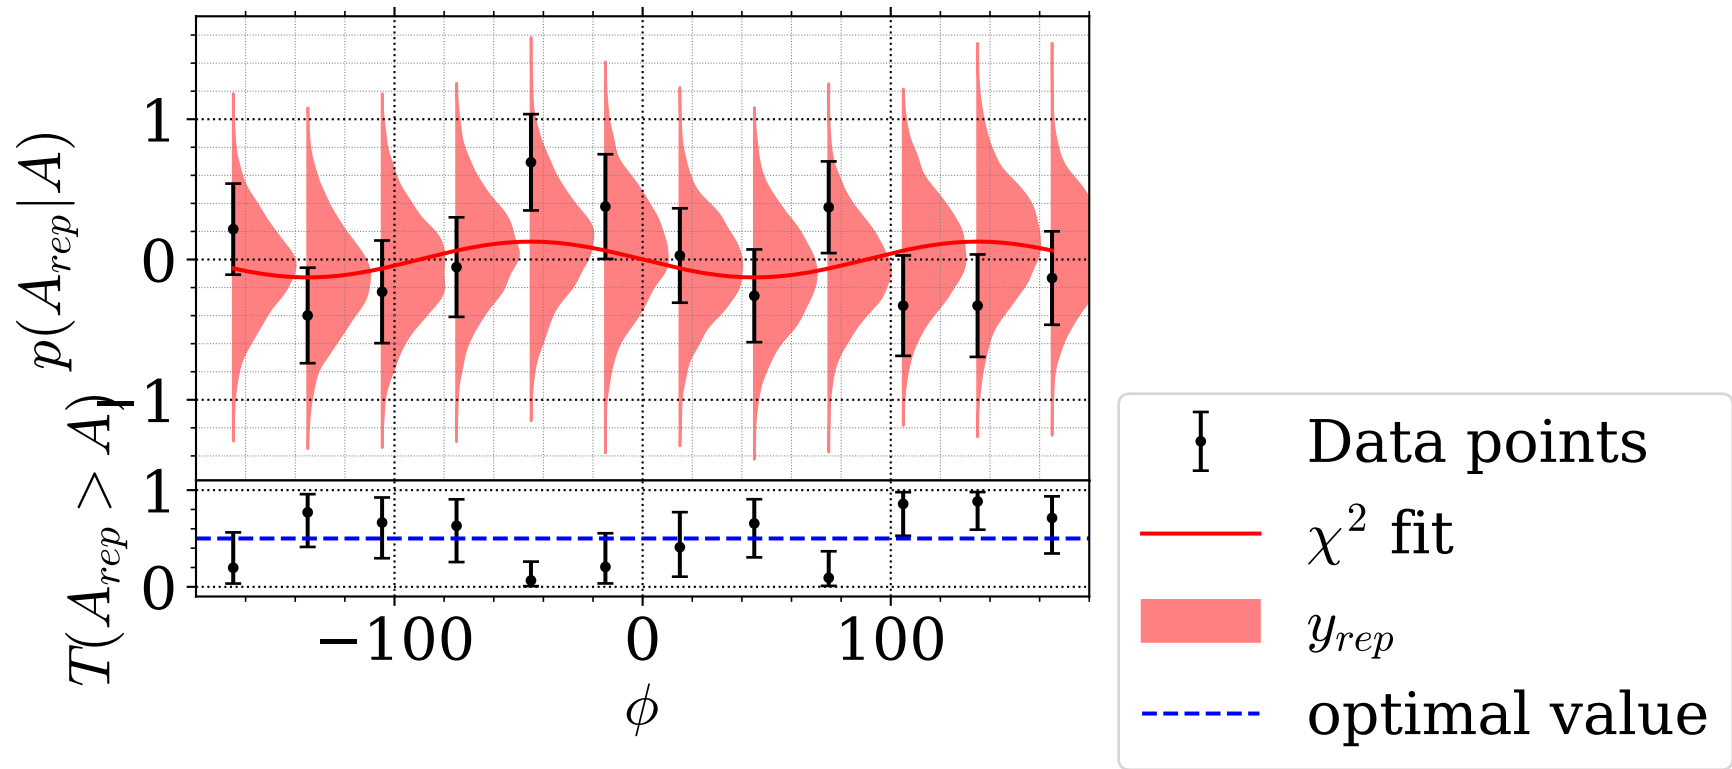 p(A_rep|A)
1
0
−1
T(A_rep > A)
1
0
−100 0 100
ϕ
Data points
χ² fit
y_rep
optimal value